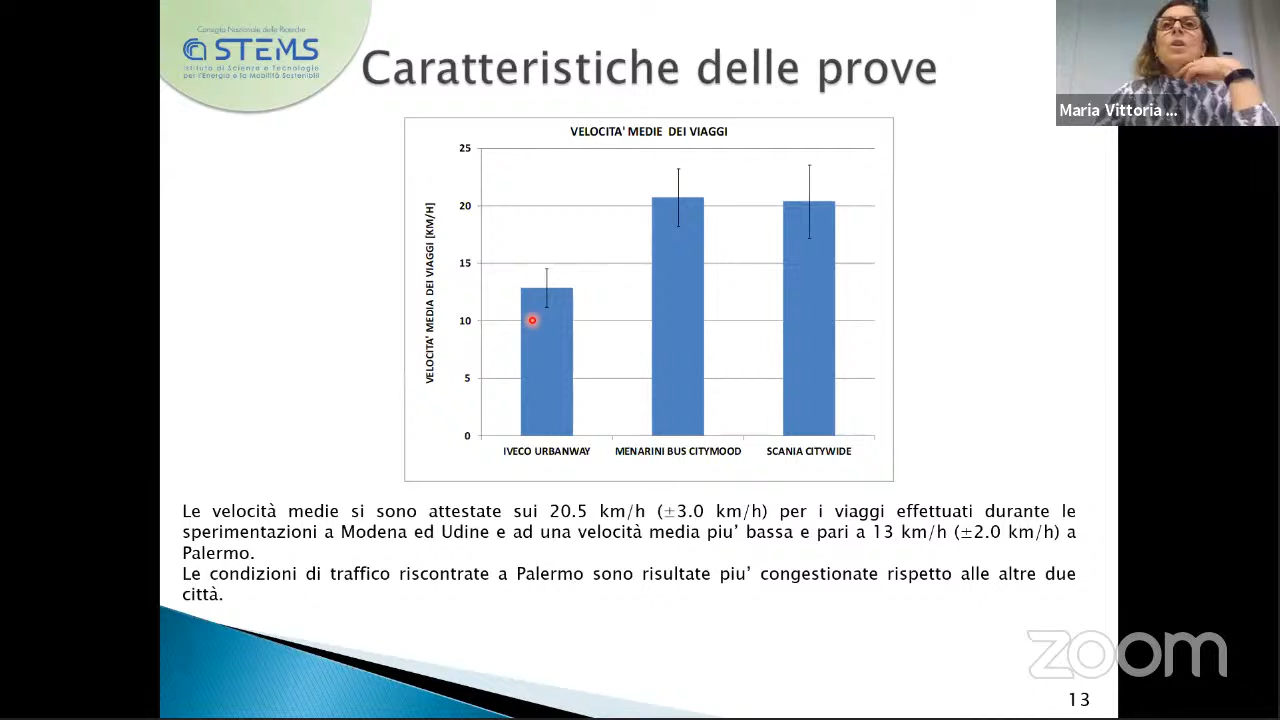 Consiglio Nazionale delle Ricerche
STEMS
Istituto di Scienze e Tecnologie
per l'Energia e la Mobilità Sostenibili
Caratteristiche delle prove
Maria Vittoria ...
VELOCITA' MEDIE DEI VIAGGI
VELOCITA' MEDIA DEI VIAGGI [KM/H]
25
20
15
10
5
0
IVECO URBANWAY MENARINI BUS CITYMOOD SCANIA CITYWIDE
Le velocità medie si sono attestate sui 20.5 km/h (±3.0 km/h) per i viaggi effettuati durante le
sperimentazioni a Modena ed Udine e ad una velocità media piu' bassa e pari a 13 km/h (±2.0 km/h) a
Palermo.
Le condizioni di traffico riscontrate a Palermo sono risultate piu' congestionate rispetto alle altre due
città.
zoom
13